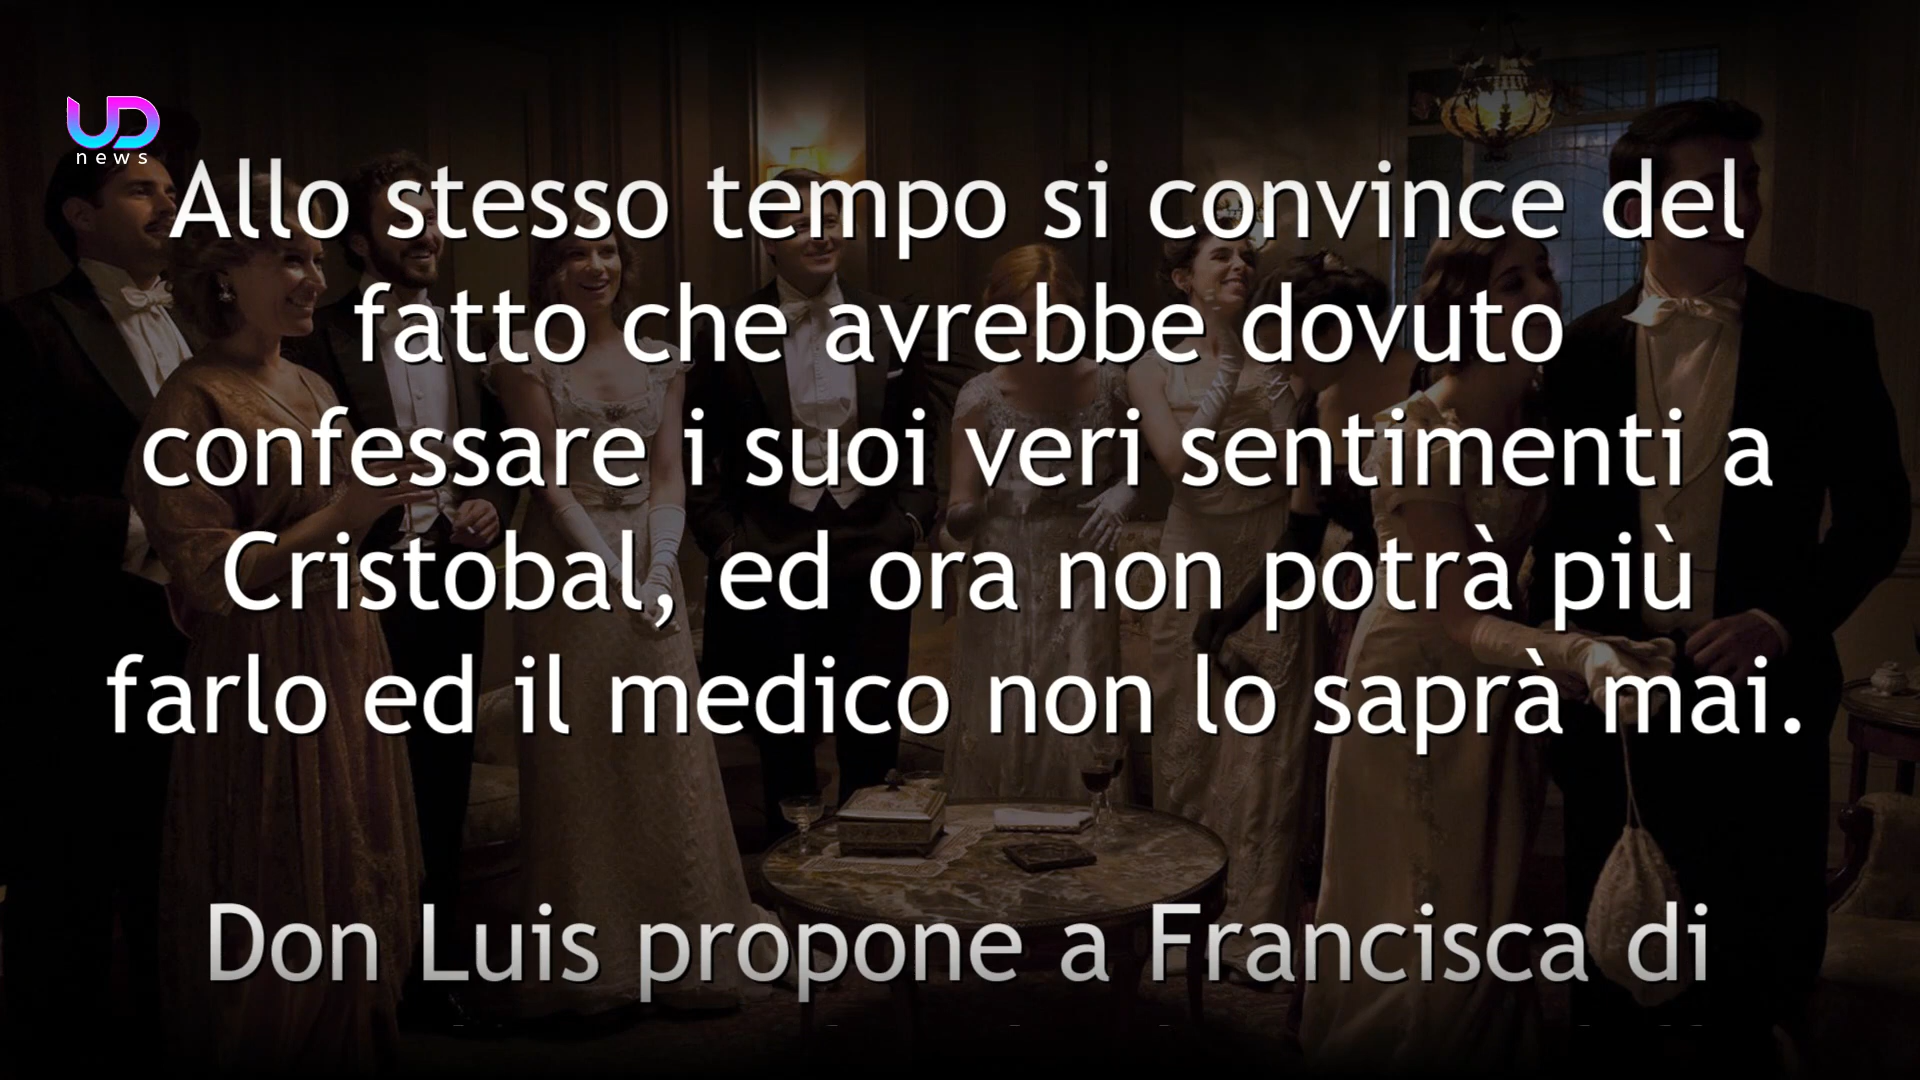 UD
news
Allo stesso tempo si convince del
fatto che avrebbe dovuto
confessare i suoi veri sentimenti a
Cristobal, ed ora non potrà più
farlo ed il medico non lo saprà mai.
Don Luis propone a Francisca di